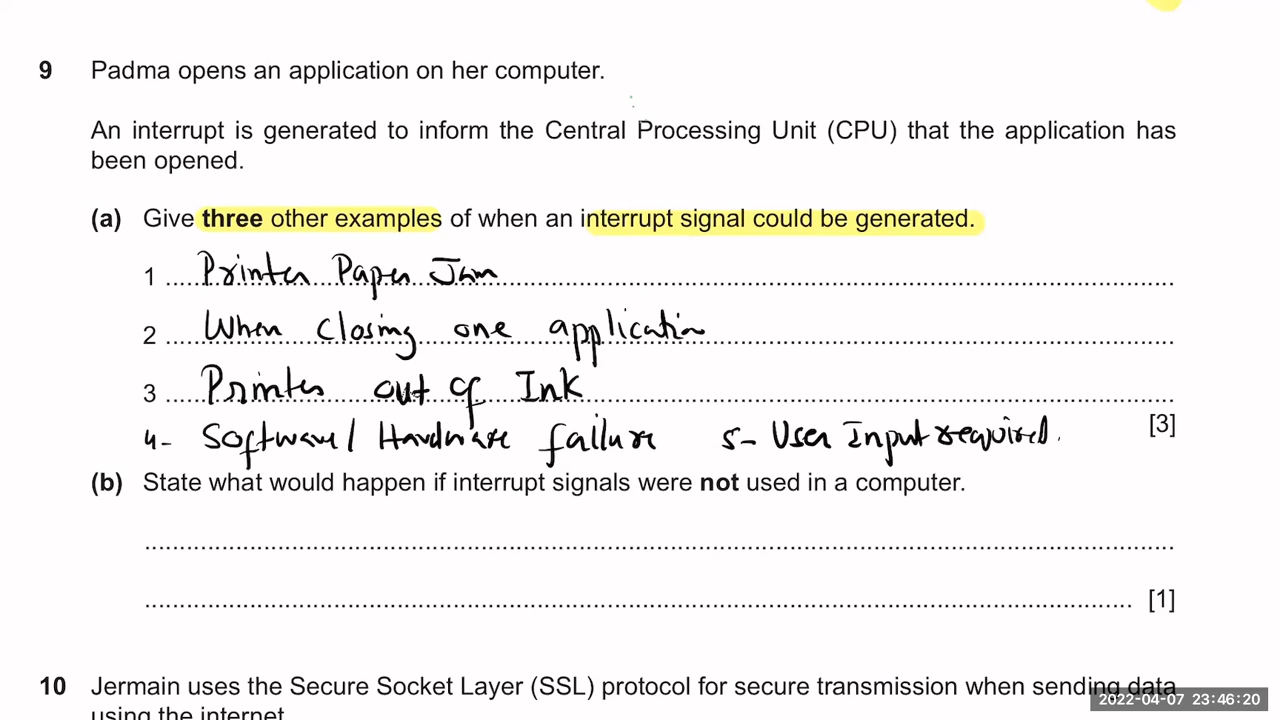 9 Padma opens an application on her computer.
An interrupt is generated to inform the Central Processing Unit (CPU) that the application has
been opened.
(a) Give three other examples of when an interrupt signal could be generated.
1 Printer Paper Jam
2 When closing one application
3 Printer out of Ink
[3]
4- Software/ Hardware failure 5- User Input required.
(b) State what would happen if interrupt signals were not used in a computer.
[1]
10 Jermain uses the Secure Socket Layer (SSL) protocol for secure transmission when sending data
using the internet.
2022-04-07 23:46:20